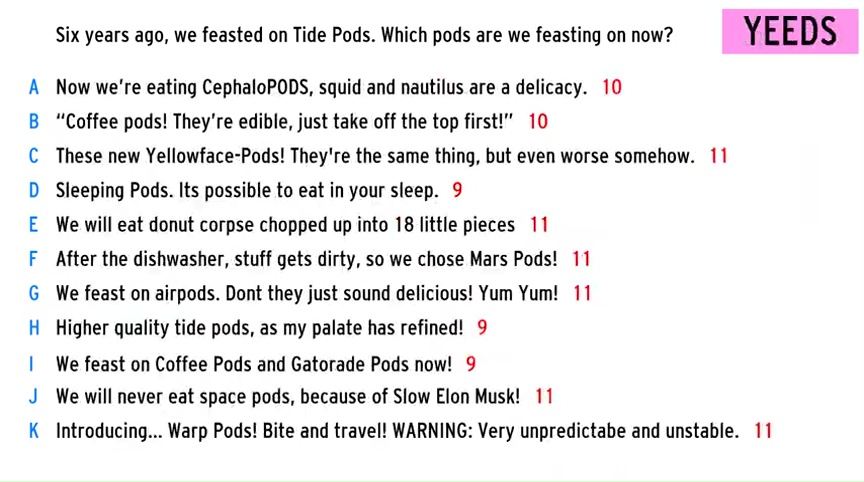 Six years ago, we feasted on Tide Pods. Which pods are we feasting on now?
YEEDS
A Now we're eating CephaloPODS, squid and nautilus are a delicacy. 10
B "Coffee pods! They're edible, just take off the top first!" 10
C These new Yellowface-Pods! They're the same thing, but even worse somehow. 11
D Sleeping Pods. Its possible to eat in your sleep. 9
E We will eat donut corpse chopped up into 18 little pieces 11
F After the dishwasher, stuff gets dirty, so we chose Mars Pods! 11
G We feast on airpods. Dont they just sound delicious! Yum Yum! 11
H Higher quality tide pods, as my palate has refined! 9
I We feast on Coffee Pods and Gatorade Pods now! 9
J We will never eat space pods, because of Slow Elon Musk! 11
K Introducing... Warp Pods! Bite and travel! WARNING: Very unpredictabe and unstable. 11